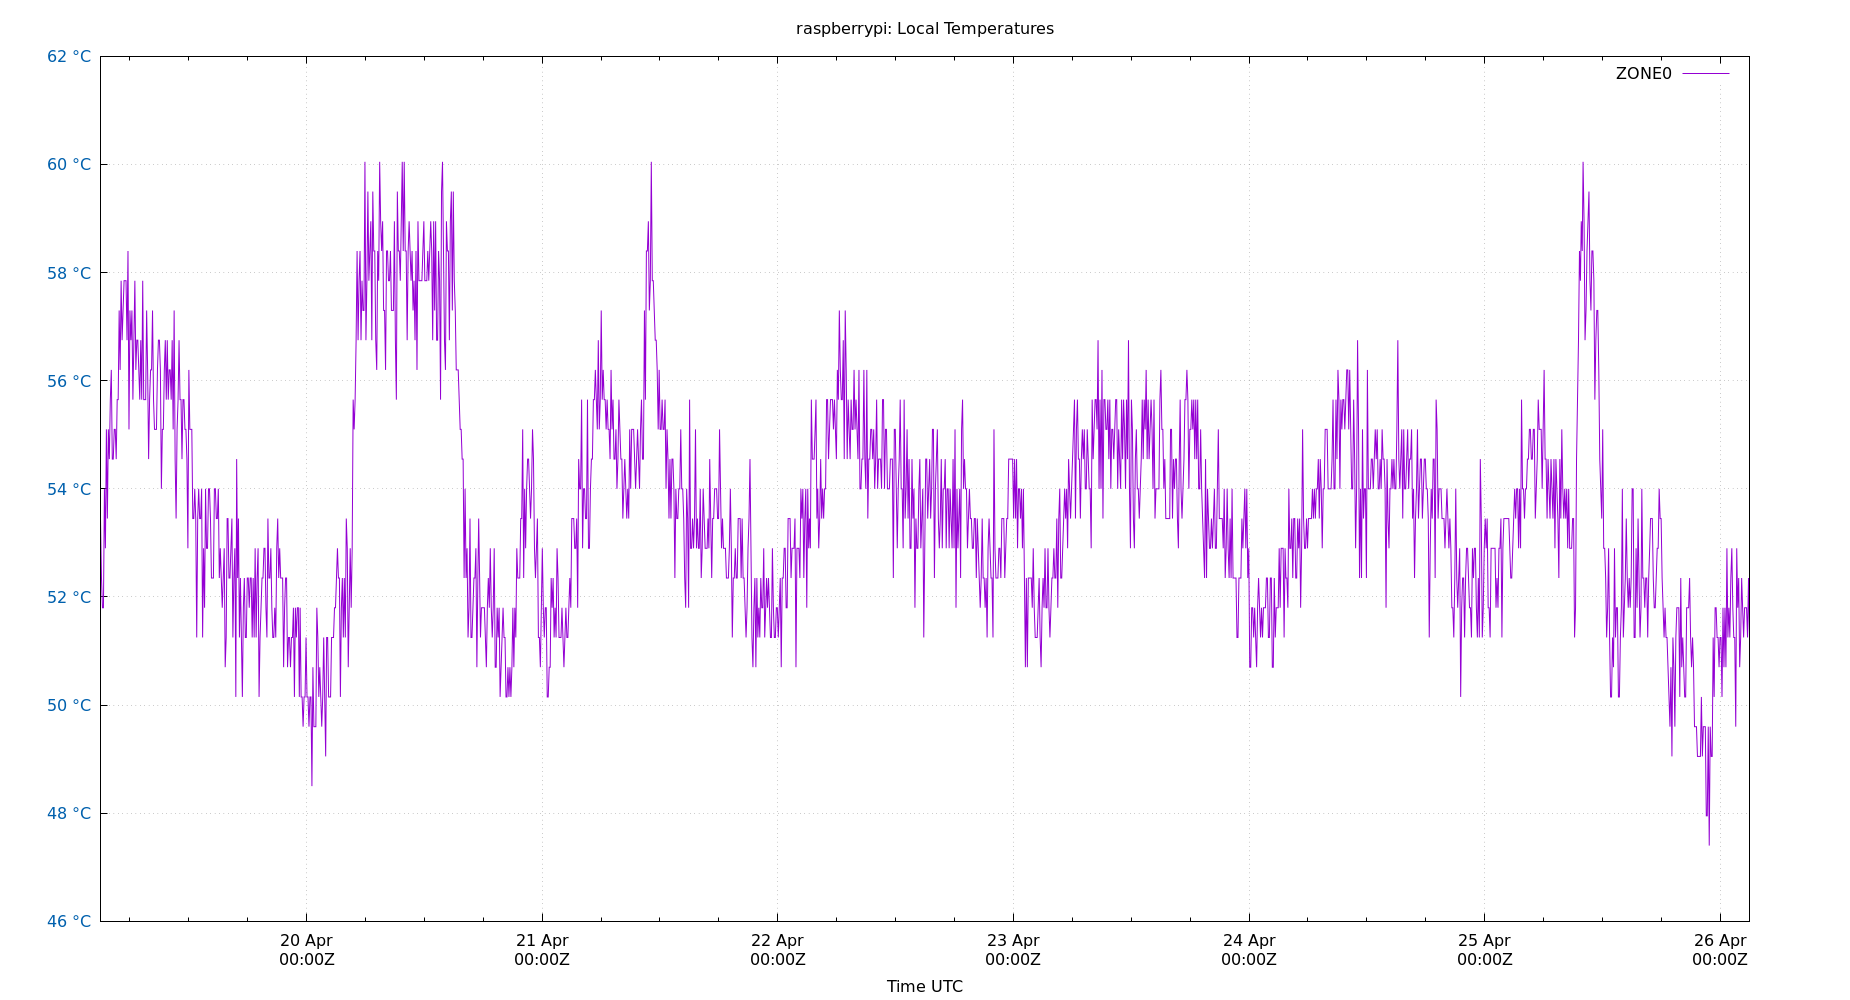 raspberrypi: Local Temperatures
62 °C
ZONE0
60 °C
58 °C
56 °C
54 °C
52 °C
50 °C
48 °C
46 °C
20 Apr 21 Apr 22 Apr 23 Apr 24 Apr 25 Apr 26 Apr
00:00Z 00:00Z 00:00Z 00:00Z 00:00Z 00:00Z 00:00Z
Time UTC